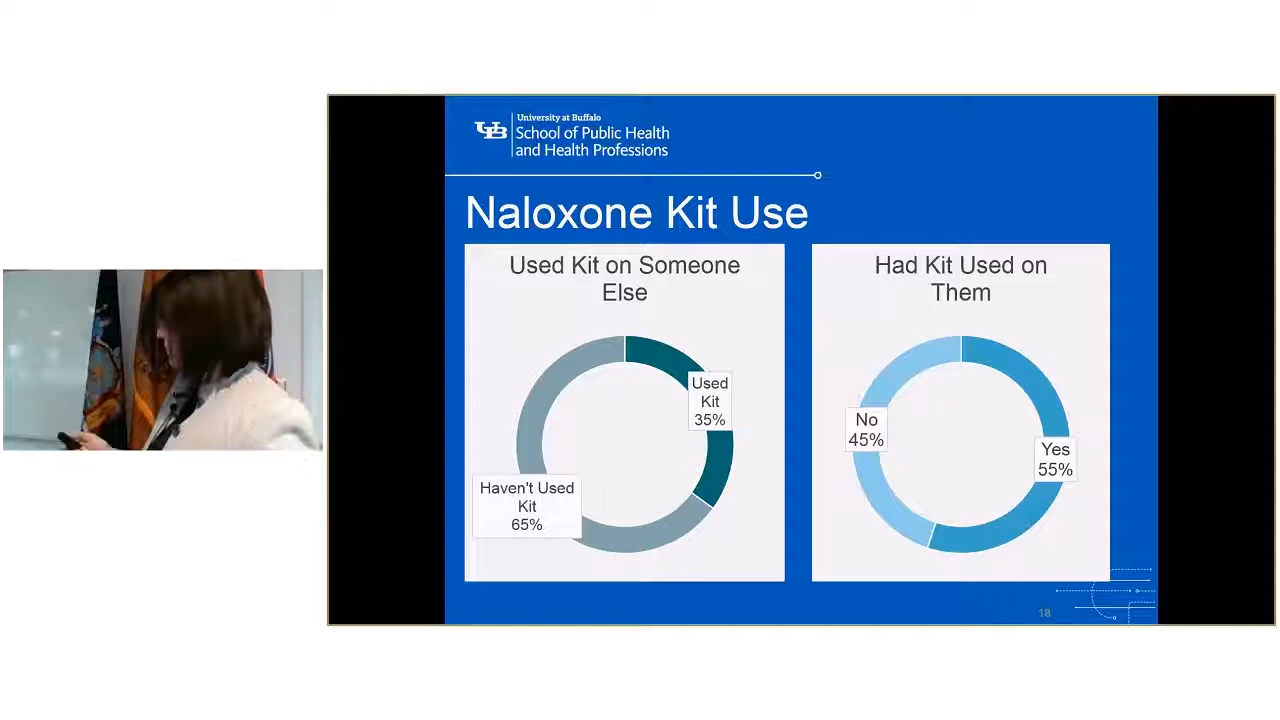 UB
University at Buffalo
School of Public Health
and Health Professions
Naloxone Kit Use
Used Kit on Someone
Else
Used
Kit
35%
Haven't Used
Kit
65%
Had Kit Used on
Them
No
45%
Yes
55%
18